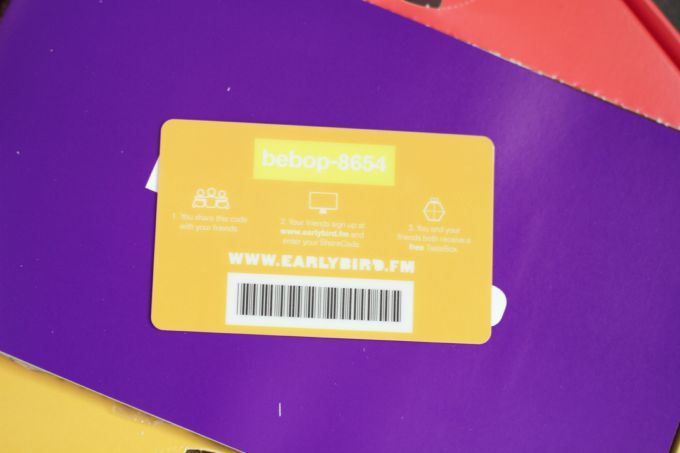 bebop-8654
1. You share this code
with your friends
2. Your friends sign up at
www.earlybird.fm and
enter your ShareCode
3. You and your
friends both receive a
free TasteBox
WWW.EARLYBIRD.FM